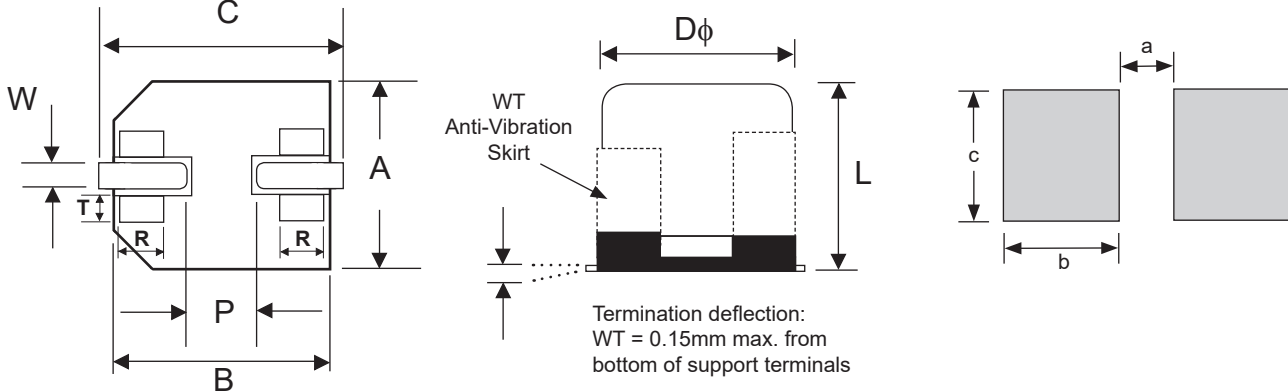 C
W
A
T
R
R
P
B
Dϕ
WT
Anti-Vibration
Skirt
L
Termination deflection:
WT = 0.15mm max. from
bottom of support terminals
a
c
b